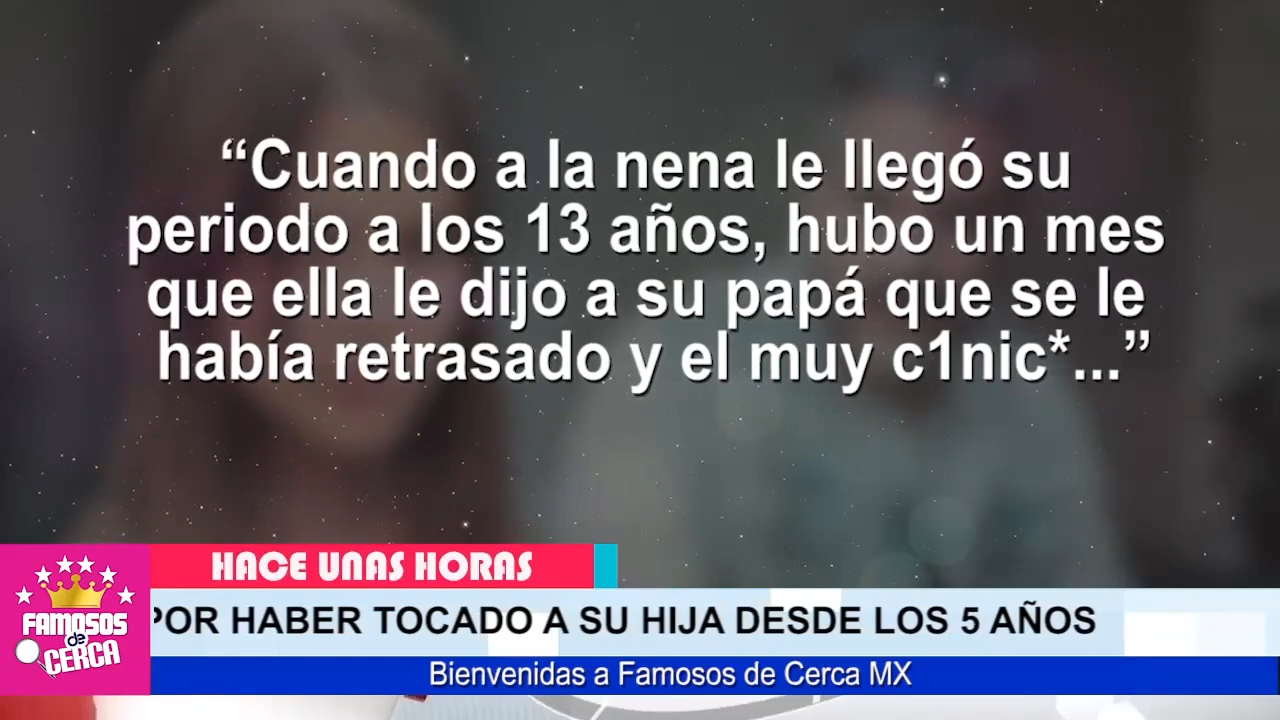 “Cuando a la nena le llegó su
periodo a los 13 años, hubo un mes
que ella le dijo a su papá que se le
había retrasado y el muy c1nic*...”
HACE UNAS HORAS
POR HABER TOCADO A SU HIJA DESDE LOS 5 AÑOS
FAMOSOS
de
CERCA
Bienvenidas a Famosos de Cerca MX